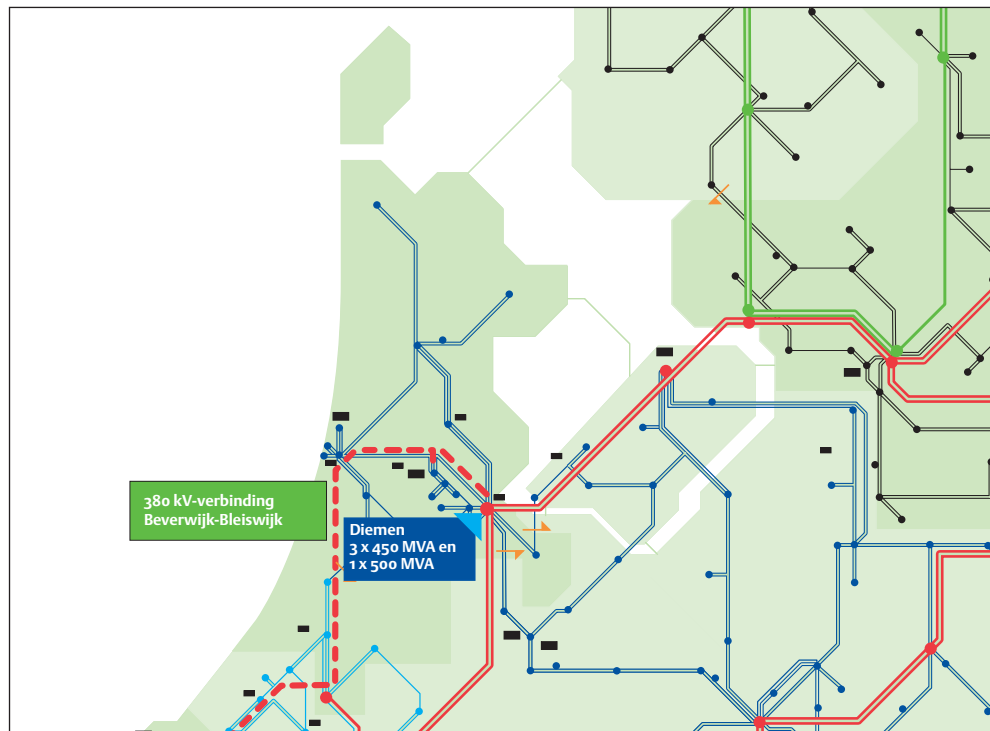 380 kV-verbinding
Beverwijk-Bleiswijk
Diemen
3 x 450 MVA en
1 x 500 MVA